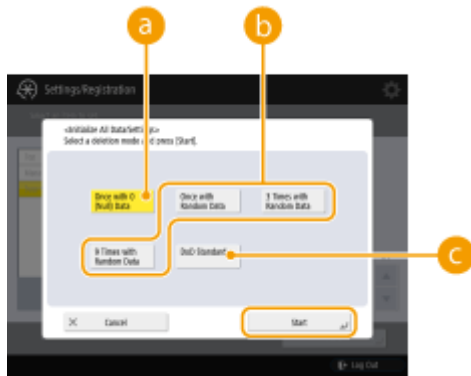 a
b
Settings/Registration
<Initialize All Data/Settings>
Select a deletion mode and press [Start].
Once with 0
(Null) Data
Once with
Random Data
3 Times with
Random Data
9 Times with
Random Data
DoD Standard
c
Cancel
Start
Log Out